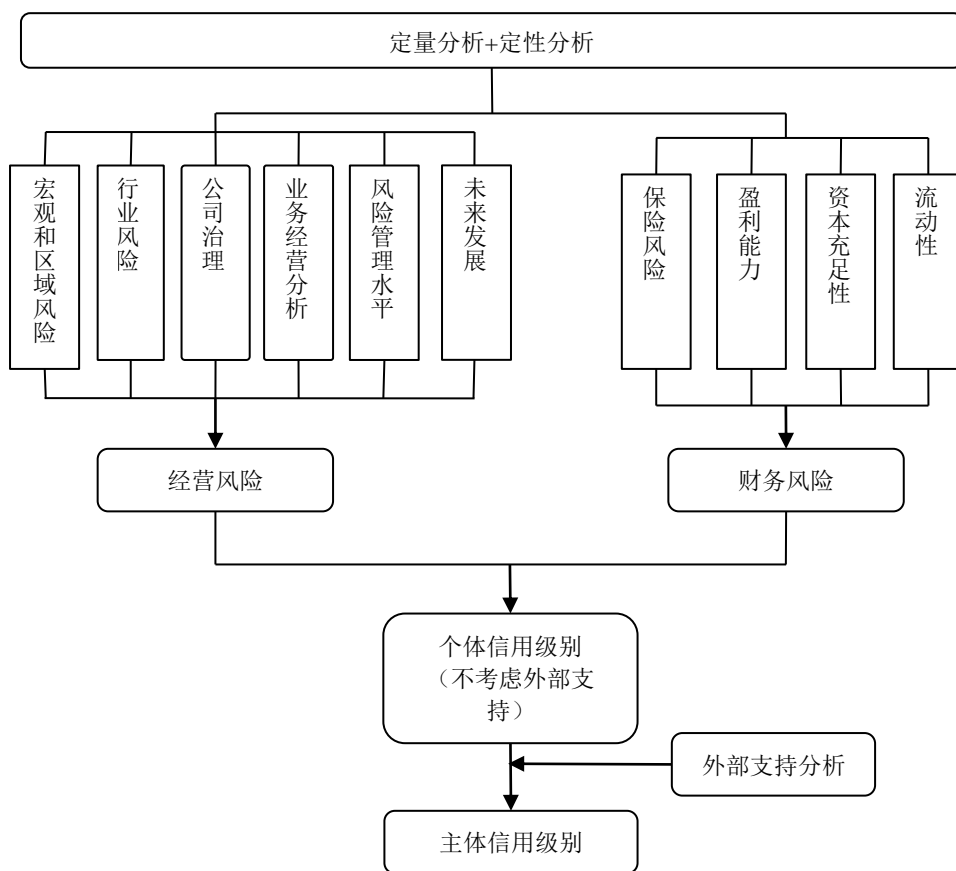 定量分析+定性分析
宏观和区域风险
行业风险
公司治理
业务经营分析
风险管理水平
未来发展
保险风险
盈利能力
资本充足性
流动性
经营风险
财务风险
个体信用级别
（不考虑外部支
持）
外部支持分析
主体信用级别